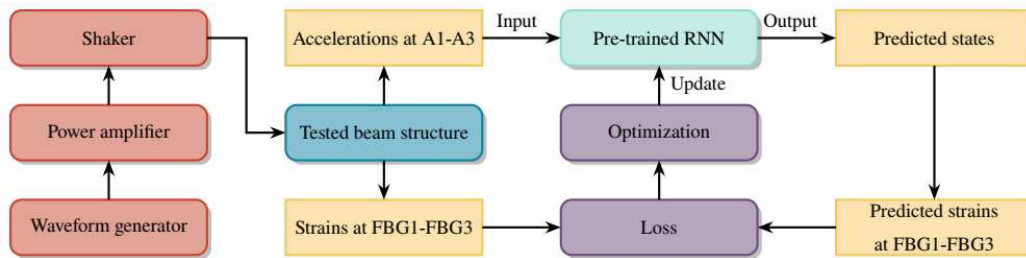 Shaker
Accelerations at A1-A3
Input
Pre-trained RNN
Output
Predicted states
Update
Power amplifier
Tested beam structure
Optimization
Waveform generator
Strains at FBG1-FBG3
Loss
Predicted strains
at FBG1-FBG3